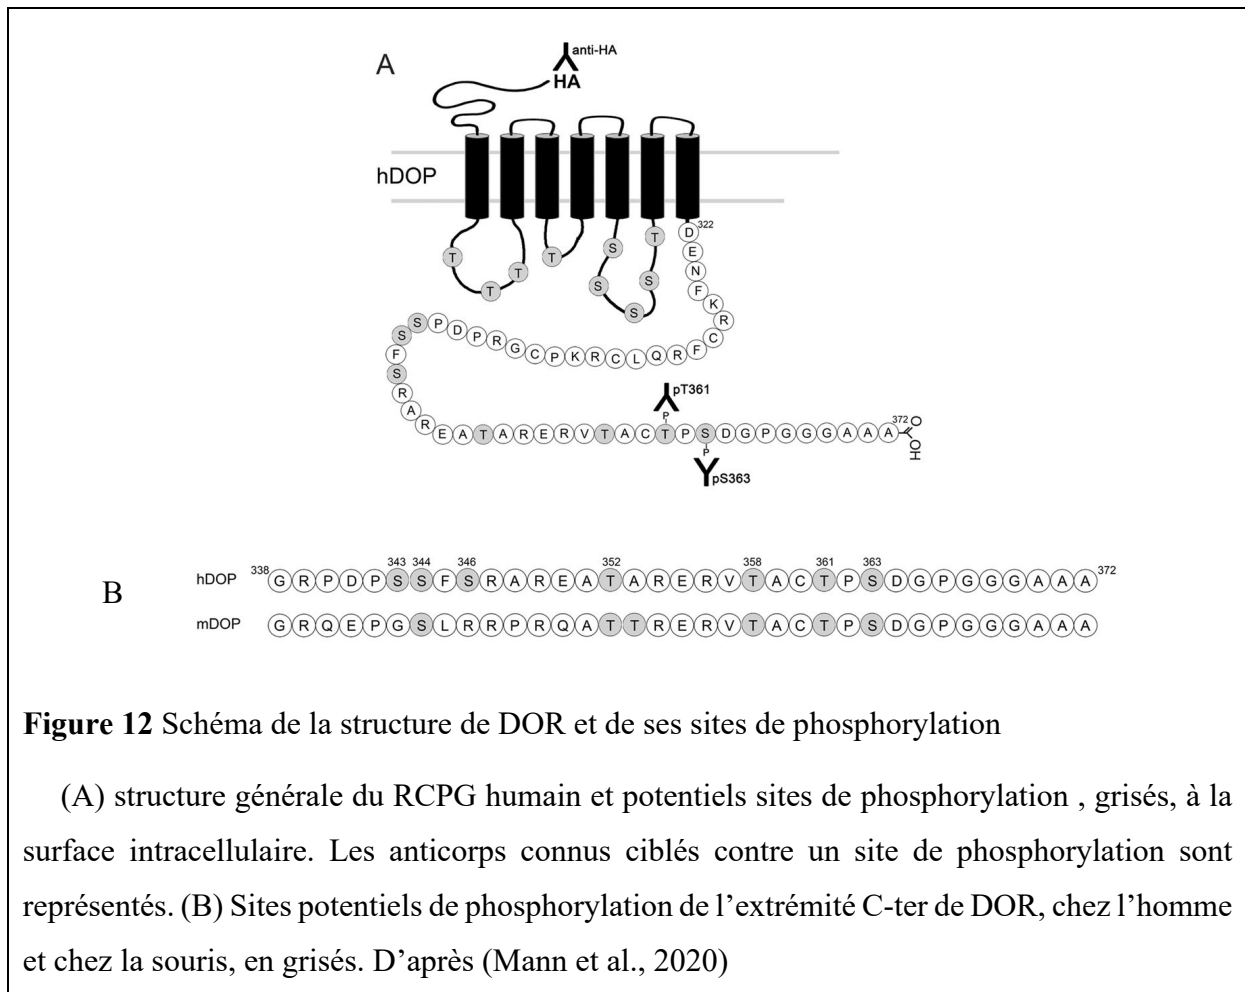 A
anti-HA
HA
hDOP
T T T T S S S S T
322
D E N F K R C F R Q L C R K P C G R P D P S S F S R A R E A T A R E R V T A C T P S D G P G G G A A A
372
O
OH
P
pT361
P
pS363
B
343 344 346 352 358 361 363
hDOP 338 G R P D P S S F S R A R E A T A R E R V T A C T P S D G P G G G A A A 372
mDOP G R Q E P G S L R R P R Q A T T R E R V T A C T P S D G P G G G A A A
Figure 12 Schéma de la structure de DOR et de ses sites de phosphorylation
(A) structure générale du RCPG humain et potentiels sites de phosphorylation , grisés, à la
surface intracellulaire. Les anticorps connus ciblés contre un site de phosphorylation sont
représentés. (B) Sites potentiels de phosphorylation de l’extrémité C-ter de DOR, chez l’homme
et chez la souris, en grisés. D’après (Mann et al., 2020)